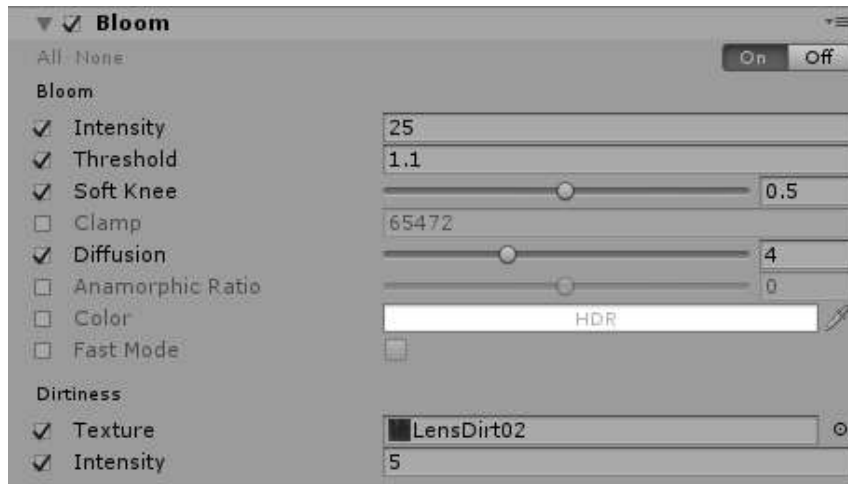 Bloom
All None On Off
Bloom
Intensity 25
Threshold 1.1
Soft Knee 0.5
Clamp 65472
Diffusion 4
Anamorphic Ratio 0
Color HDR
Fast Mode
Dirtiness
Texture LensDirt02
Intensity 5